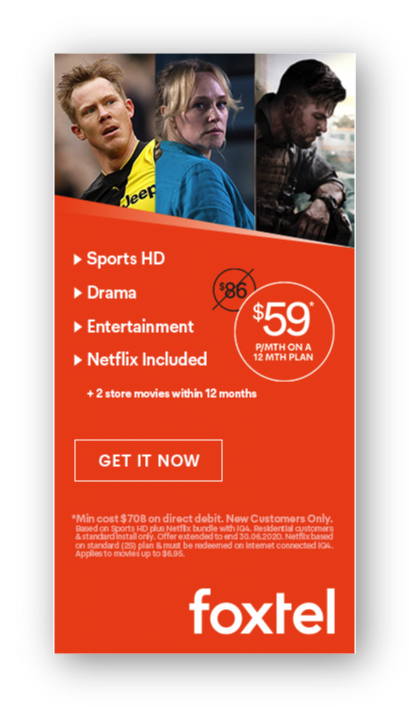 Jeep
Sports HD
Drama
Entertainment
Netflix Included
+ 2 store movies within 12 months
$86
$59*
P/MTH ON A
12 MTH PLAN
GET IT NOW
*Min cost $708 on direct debit. New Customers Only.
Based on Sports HD plus Netflix bundle with iQ4. Residential customers
& standard install only. Offer extended to end 30.06.2020. Netflix based
on standard (2S) plan & must be redeemed on internet connected iQ4.
Applies to movies up to $6.95.
foxtel